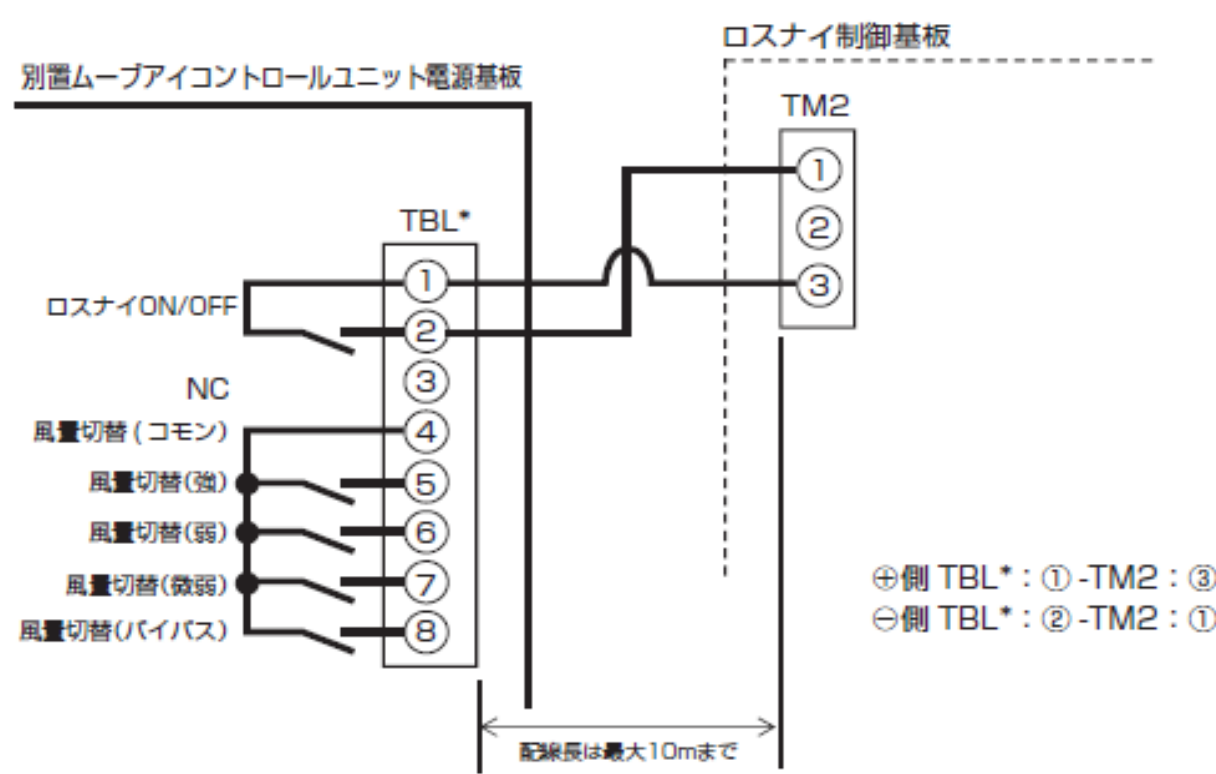 ロスナイ制御基板
別置ムーブアイコントロールユニット電源基板
TM2
①
②
③
TBL*
①
②
③
④
⑤
⑥
⑦
⑧
ロスナイON/OFF
NC
風量切替(コモン)
風量切替(強)
風量切替(弱)
風量切替(微弱)
風量切替(バイパス)
⊕側 TBL*:①-TM2:③
⊖側 TBL*:②-TM2:①
配線長は最大10mまで